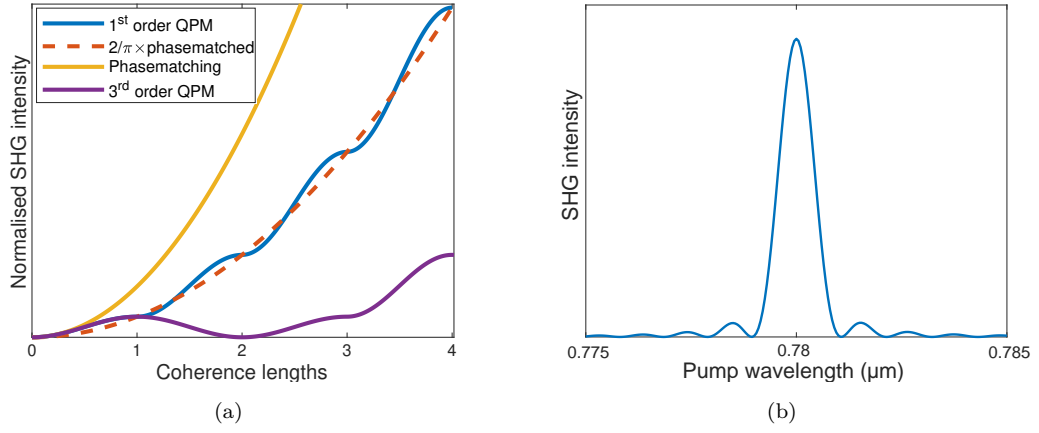 Normalised SHG intensity
1st order QPM
2/π×phasematched
Phasematching
3rd order QPM
0 1 2 3 4
Coherence lengths
(a)
SHG intensity
0.775 0.78 0.785
Pump wavelength (µm)
(b)